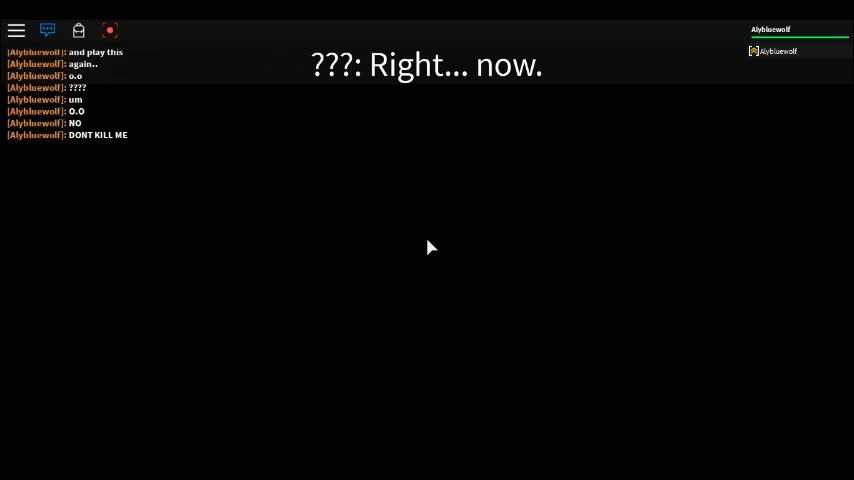 Alybluewolf
[Alybluewolf]: and play this
[Alybluewolf]: again..
[Alybluewolf]: o.o
[Alybluewolf]: ????
[Alybluewolf]: um
[Alybluewolf]: O.O
[Alybluewolf]: NO
[Alybluewolf]: DONT KILL ME
???: Right... now.
Alybluewolf